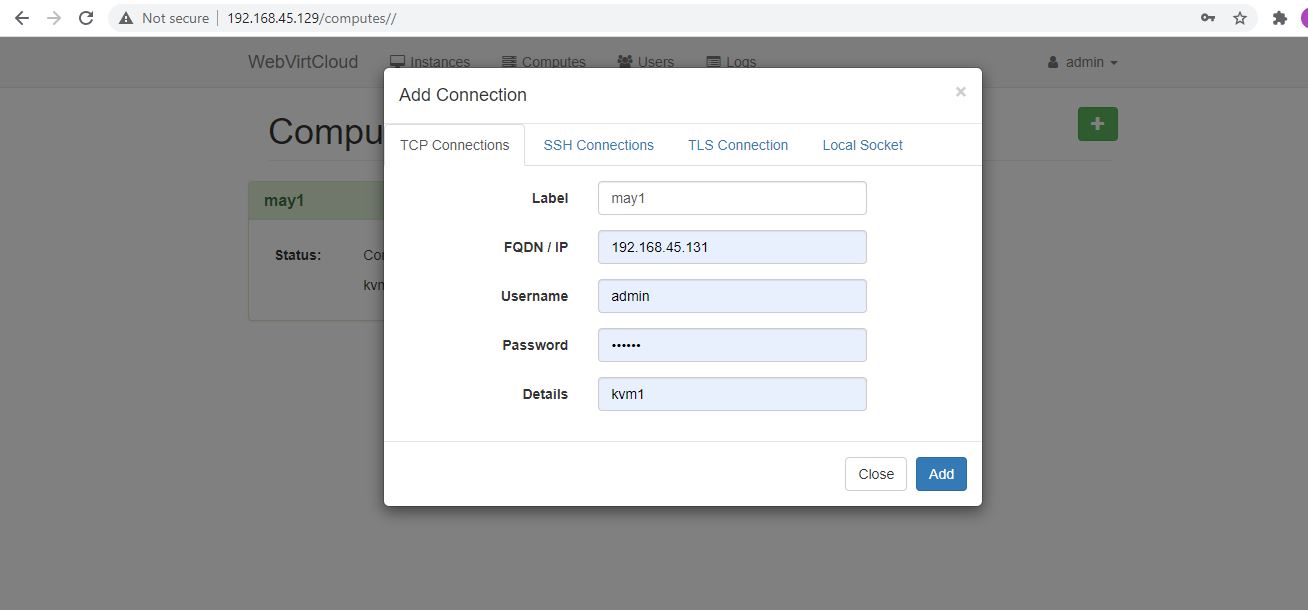 Not secure 192.168.45.129/computes//
WebVirtCloud Instances Computes Users Logs admin
Add Connection ×
Compu
TCP Connections SSH Connections TLS Connection Local Socket
may1
Label may1
FQDN / IP 192.168.45.131
Status: Con
kvm
Username admin
Password ••••••
Details kvm1
Close Add